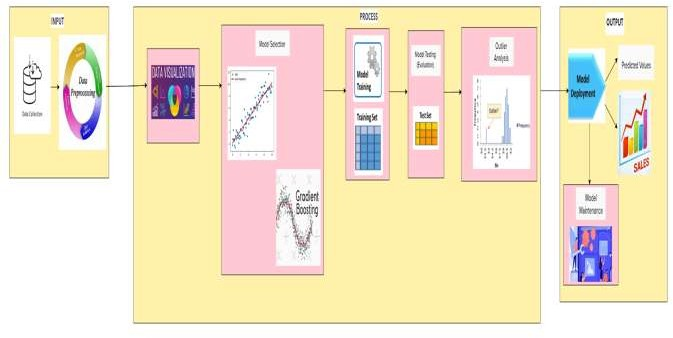 INPUT
PROCESS
OUTPUT
Data Collection
Data
Preprocessing
DATA VISUALIZATION
Model Selection
Gradient
Boosting
Model
Training
Training Set
Model Testing
(Evaluation)
Test Set
Outlier
Analysis
Outlier?
Frequency
Model
Deployment
Predicted Values
SALES
Model
Maintenance